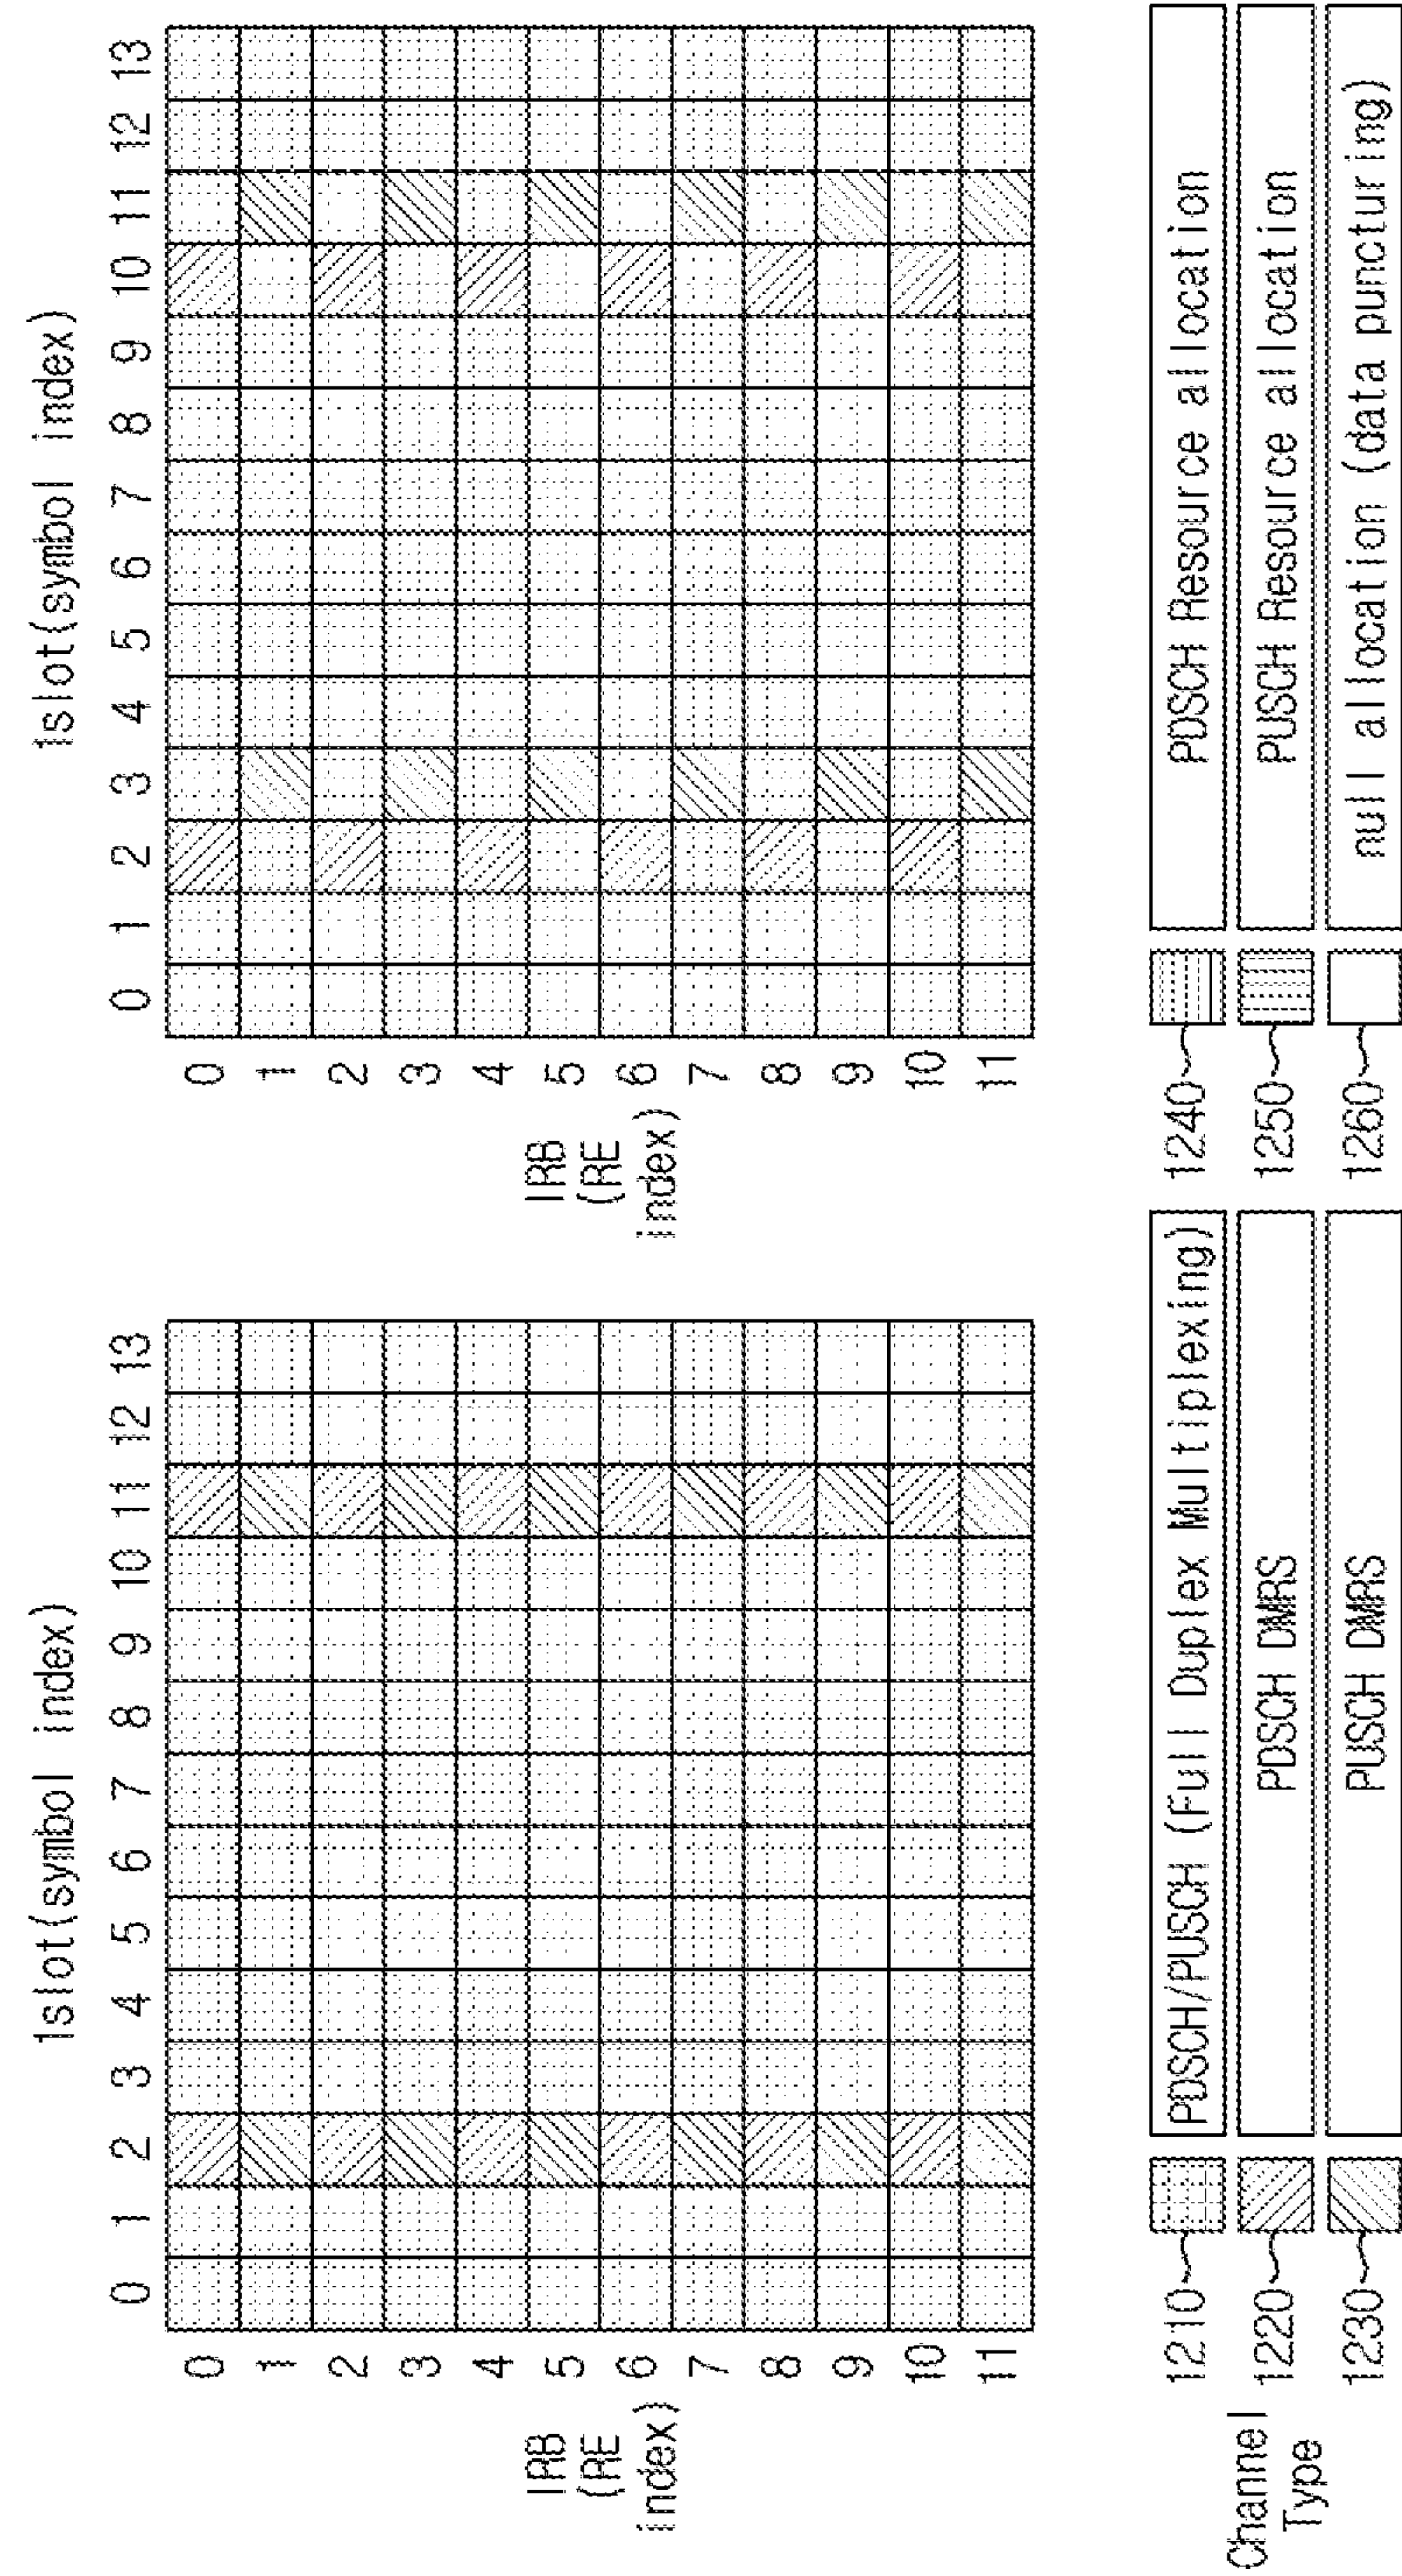 1slot(symbol index)
0 1 2 3 4 5 6 7 8 9 10 11 12 13
IRB
(RE
index)
0
1
2
3
4
5
6
7
8
9
10
11
1slot(symbol index)
0 1 2 3 4 5 6 7 8 9 10 11 12 13
IRB
(RE
index)
0
1
2
3
4
5
6
7
8
9
10
11
Channel
Type
1210 PDSCH/PUSCH (Full Duplex Multiplexing)
1220 PDSCH DMRS
1230 PUSCH DMRS
1240 PDSCH Resource allocation
1250 PUSCH Resource allocation
1260 null allocation (data puncturing)